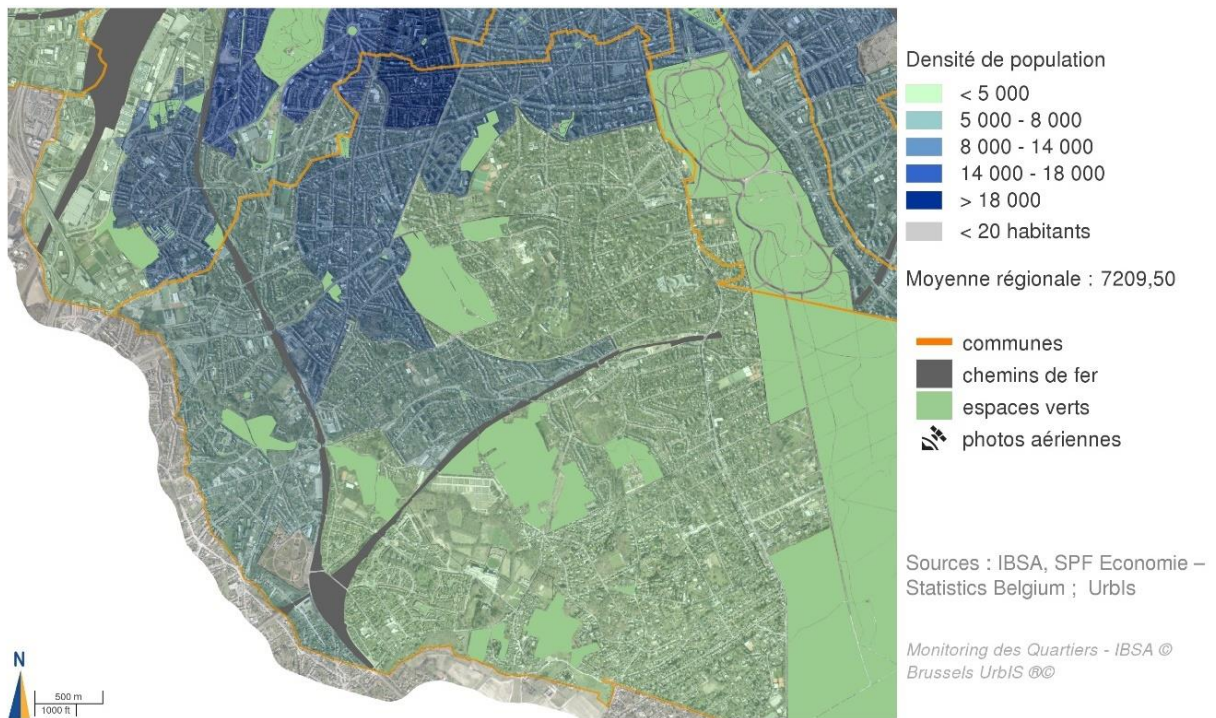 Densité de population
< 5 000
5 000 - 8 000
8 000 - 14 000
14 000 - 18 000
> 18 000
< 20 habitants
Moyenne régionale : 7209,50
communes
chemins de fer
espaces verts
photos aériennes
Sources : IBSA, SPF Economie –
Statistics Belgium ; UrbIs
Monitoring des Quartiers - IBSA ©
Brussels UrbIS ®©
N
500 m
1000 ft